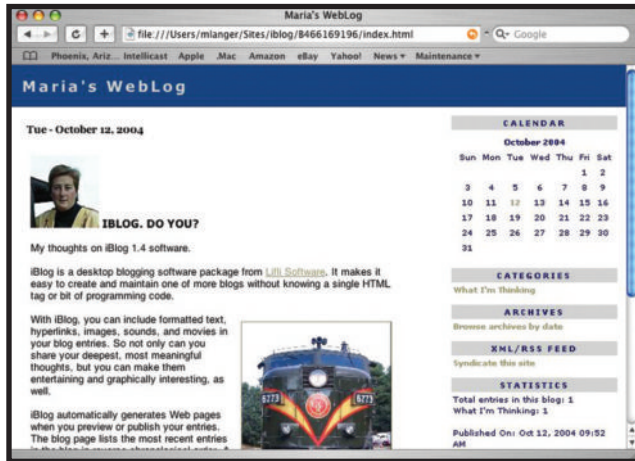 Maria's WebLog
file:///Users/mlanger/Sites/iblog/B466169196/index.html
Google
Phoenix, Ariz... Intellicast Apple .Mac Amazon eBay Yahoo! News Maintenance
Maria's WebLog
Tue - October 12, 2004
IBLOG. DO YOU?
My thoughts on iBlog 1.4 software.
iBlog is a desktop blogging software package from Lifli Software. It makes it
easy to create and maintain one of more blogs without knowing a single HTML
tag or bit of programming code.
With iBlog, you can include formatted text,
hyperlinks, images, sounds, and movies in
your blog entries. So not only can you
share your deepest, most meaningful
thoughts, but you can make them
entertaining and graphically interesting, as
well.
iBlog automatically generates Web pages
when you preview or publish your entries.
The blog page lists the most recent entries
6773 6773
CALENDAR
October 2004
Sun Mon Tue Wed Thu Fri Sat
1 2
3 4 5 6 7 8 9
10 11 12 13 14 15 16
17 18 19 20 21 22 23
24 25 26 27 28 29 30
31
CATEGORIES
What I'm Thinking
ARCHIVES
Browse archives by date
XML/RSS FEED
Syndicate this site
STATISTICS
Total entries in this blog: 1
What I'm Thinking: 1
Published On: Oct 12, 2004 09:52
AM